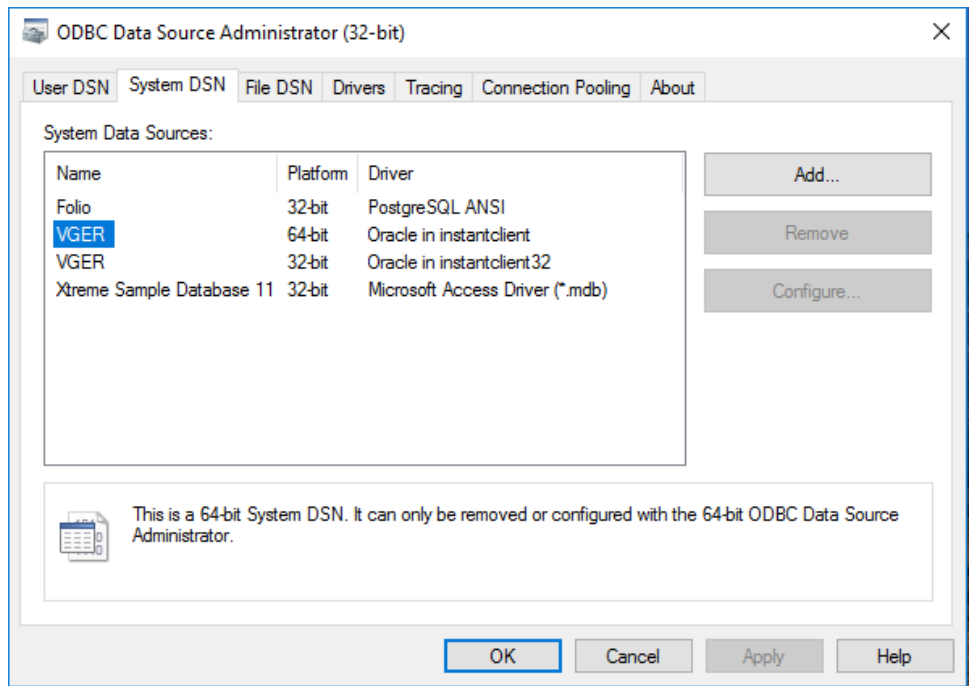 ODBC Data Source Administrator (32-bit)
User DSN System DSN File DSN Drivers Tracing Connection Pooling About
System Data Sources:
Name Platform Driver
Folio 32-bit PostgreSQL ANSI
VGER 64-bit Oracle in instantclient
VGER 32-bit Oracle in instantclient32
Xtreme Sample Database 11 32-bit Microsoft Access Driver (*.mdb)
Add...
Remove
Configure...
This is a 64-bit System DSN. It can only be removed or configured with the 64-bit ODBC Data Source
Administrator.
OK Cancel Apply Help